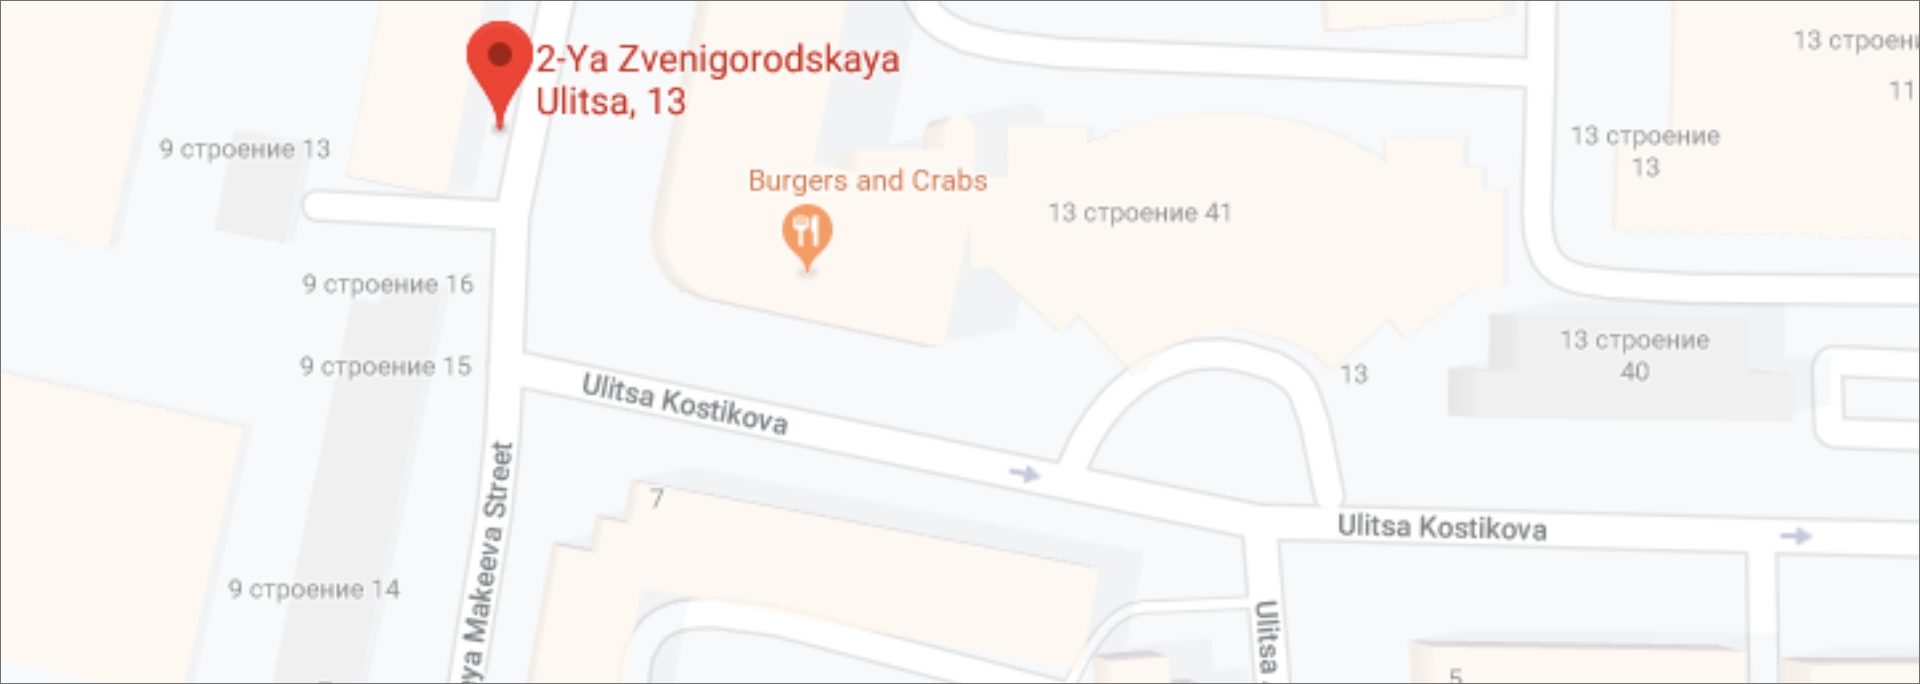 2-Ya Zvenigorodskaya
Ulitsa, 13
13 строени
11
13 строение
13
9 строение 13
Burgers and Crabs
13 строение 41
9 строение 16
9 строение 15
13 строение
40
13
Ulitsa Kostikova
7
Makeeva Street
Ulitsa Kostikova
9 строение 14
Ulitsa
5